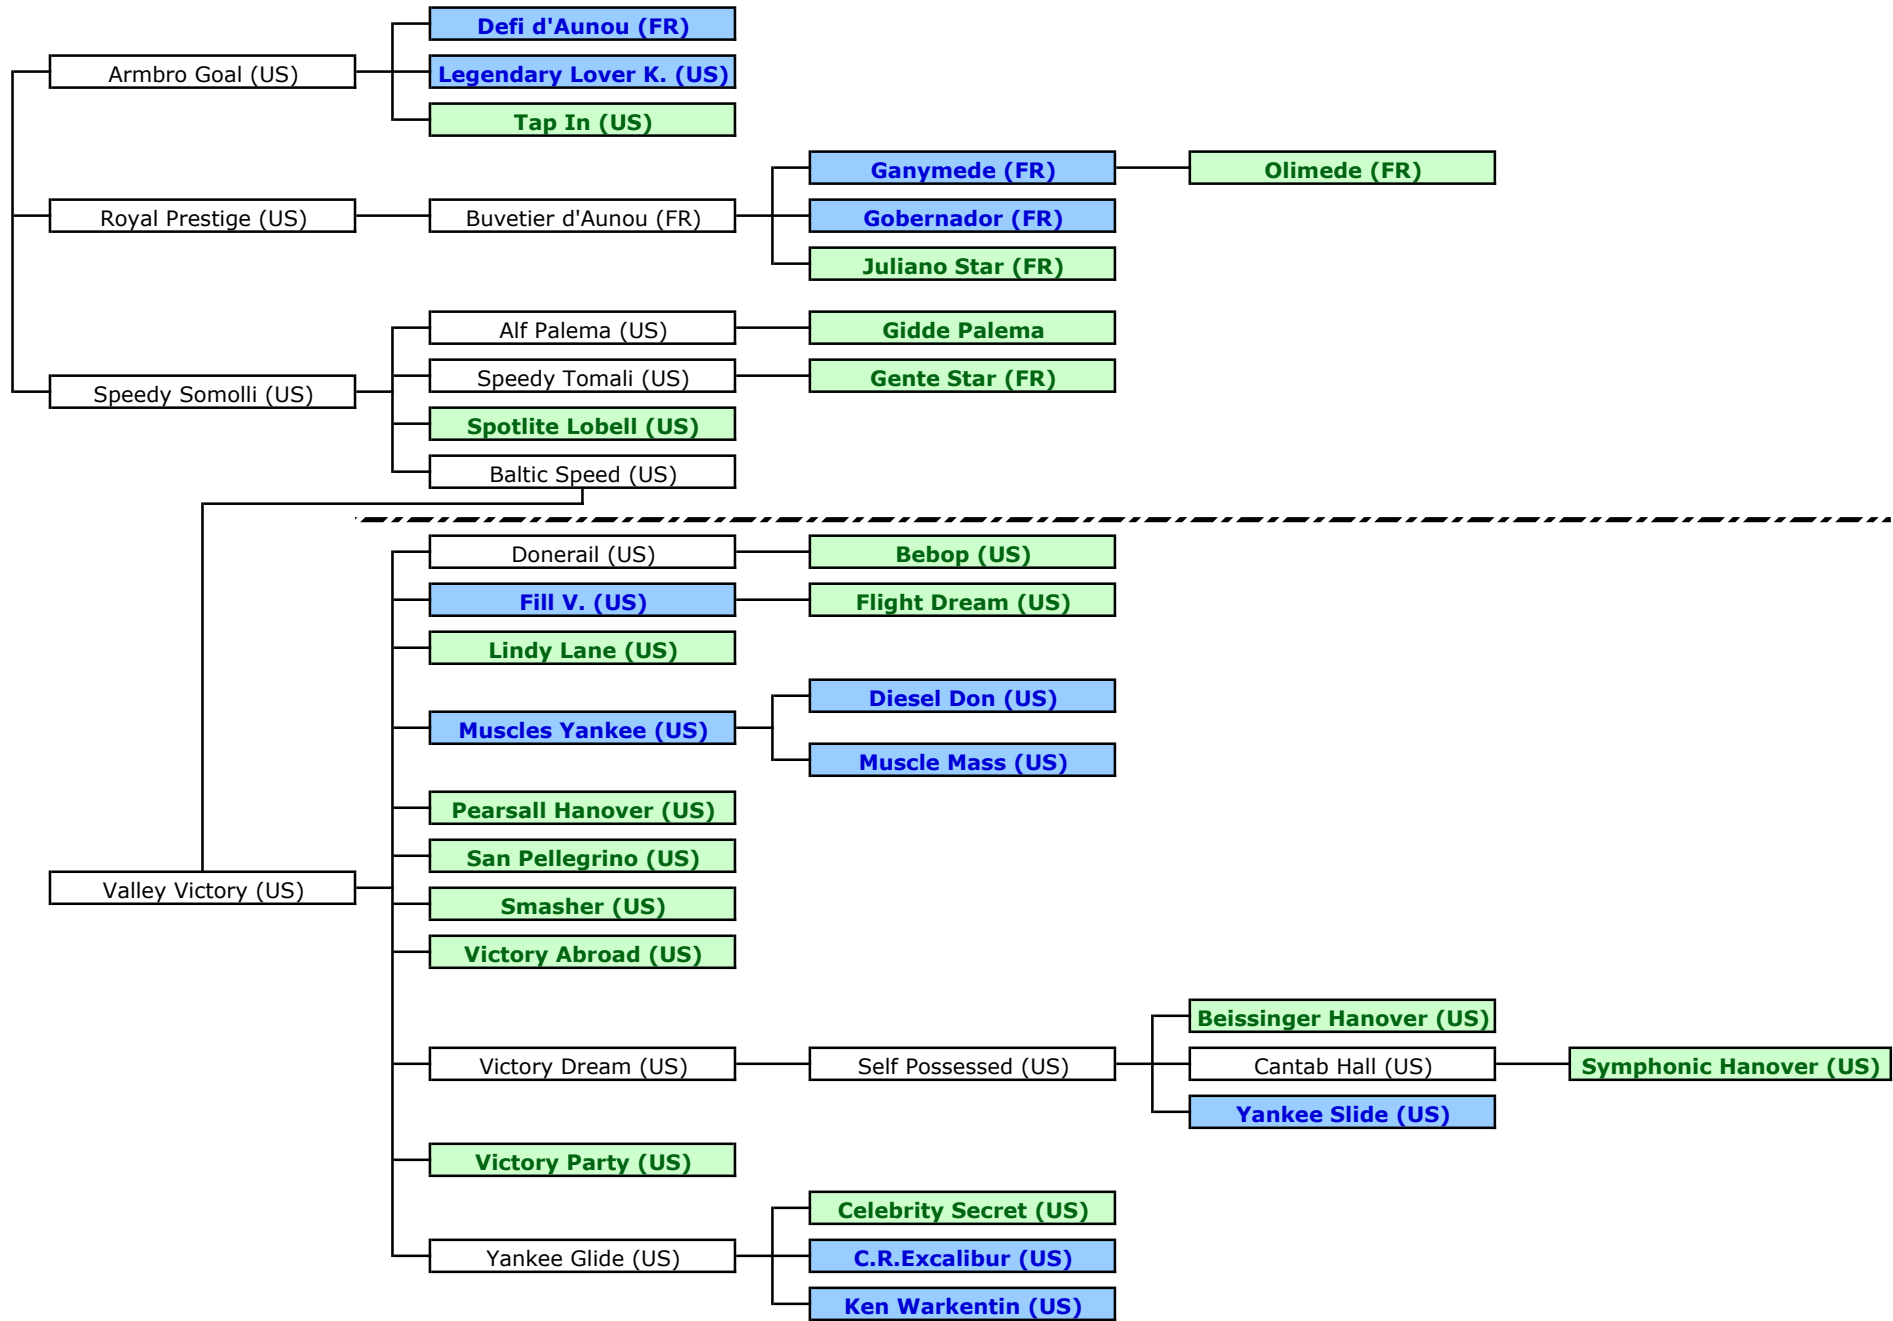 Defi d'Aunou (FR)
Armbro Goal (US)
Legendary Lover K. (US)
Tap In (US)
Ganymede (FR)
Olimede (FR)
Royal Prestige (US)
Buvetier d'Aunou (FR)
Gobernador (FR)
Juliano Star (FR)
Alf Palema (US)
Gidde Palema
Speedy Somolli (US)
Speedy Tomali (US)
Gente Star (FR)
Spotlite Lobell (US)
Baltic Speed (US)
Donerail (US)
Bebop (US)
Fill V. (US)
Flight Dream (US)
Lindy Lane (US)
Diesel Don (US)
Muscles Yankee (US)
Muscle Mass (US)
Pearsall Hanover (US)
San Pellegrino (US)
Valley Victory (US)
Smasher (US)
Victory Abroad (US)
Beissinger Hanover (US)
Victory Dream (US)
Self Possessed (US)
Cantab Hall (US)
Symphonic Hanover (US)
Yankee Slide (US)
Victory Party (US)
Celebrity Secret (US)
Yankee Glide (US)
C.R.Excalibur (US)
Ken Warkentin (US)